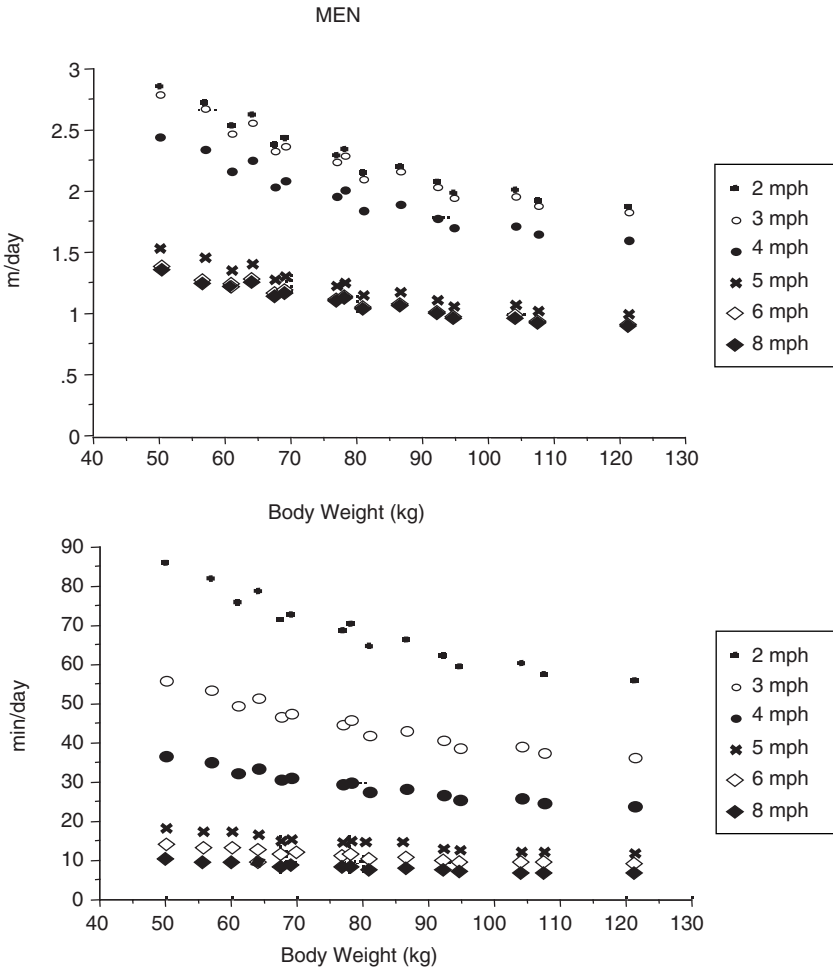 MEN
3
2.5
2
1.5
1
.5
0
m/day
40 50 60 70 80 90 100 110 120 130
Body Weight (kg)
2 mph
3 mph
4 mph
5 mph
6 mph
8 mph
90
80
70
60
50
40
30
20
10
0
min/day
40 50 60 70 80 90 100 110 120 130
Body Weight (kg)
2 mph
3 mph
4 mph
5 mph
6 mph
8 mph